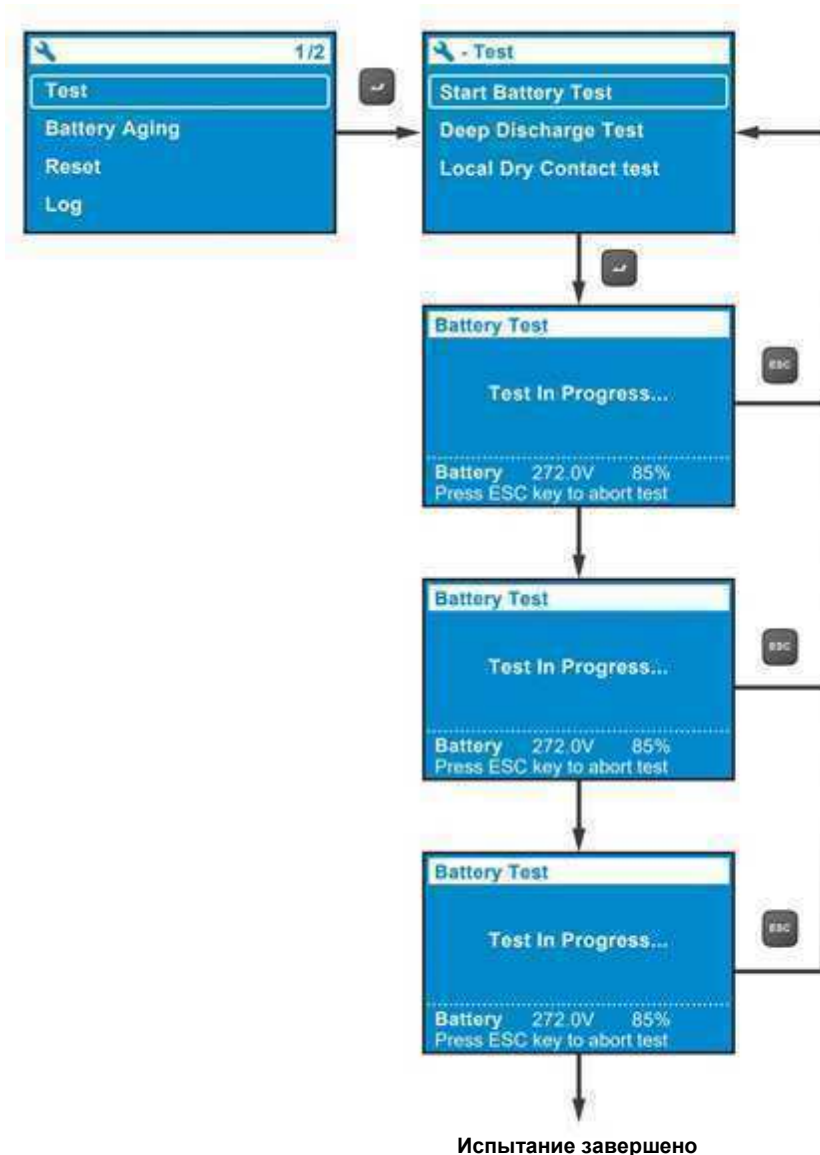 1/2
Test
Battery Aging
Reset
Log
- Test
Start Battery Test
Deep Discharge Test
Local Dry Contact test
Battery Test
Test In Progress...
Battery 272.0V 85%
Press ESC key to abort test
ESC
Battery Test
Test In Progress...
Battery 272.0V 85%
Press ESC key to abort test
ESC
Battery Test
Test In Progress...
Battery 272.0V 85%
Press ESC key to abort test
ESC
Испытание завершено